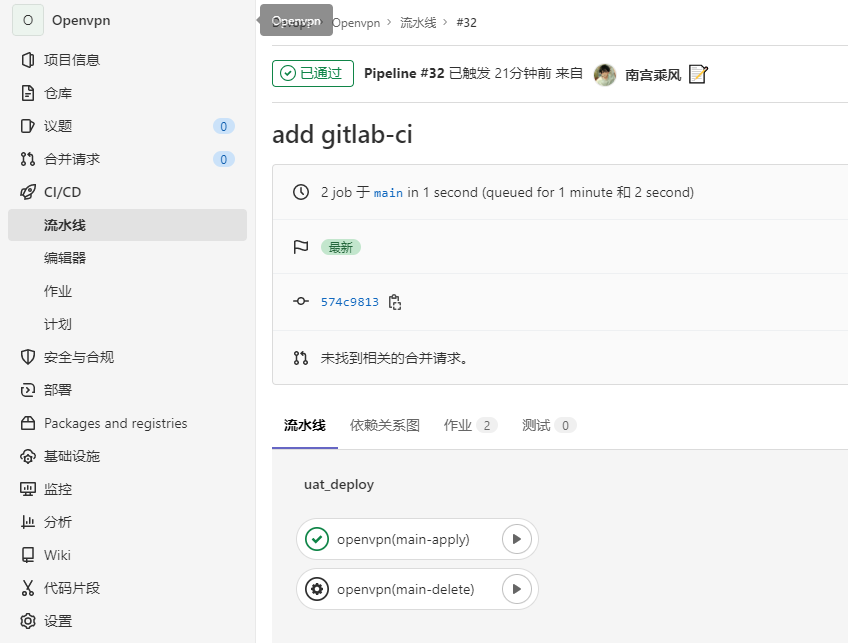 O Openvpn
项目信息
仓库
议题 0
合并请求 0
CI/CD
流水线
编辑器
作业
计划
安全与合规
部署
Packages and registries
基础设施
监控
分析
Wiki
代码片段
设置
Openvpn
Openvpn > 流水线 > #32
已通过 Pipeline #32 已触发 21分钟前 来自 南宫乘风
add gitlab-ci
2 job 于 main in 1 second (queued for 1 minute 和 2 second)
最新
574c9813
未找到相关的合并请求。
流水线 依赖关系图 作业 2 测试 0
uat_deploy
openvpn(main-apply)
openvpn(main-delete)